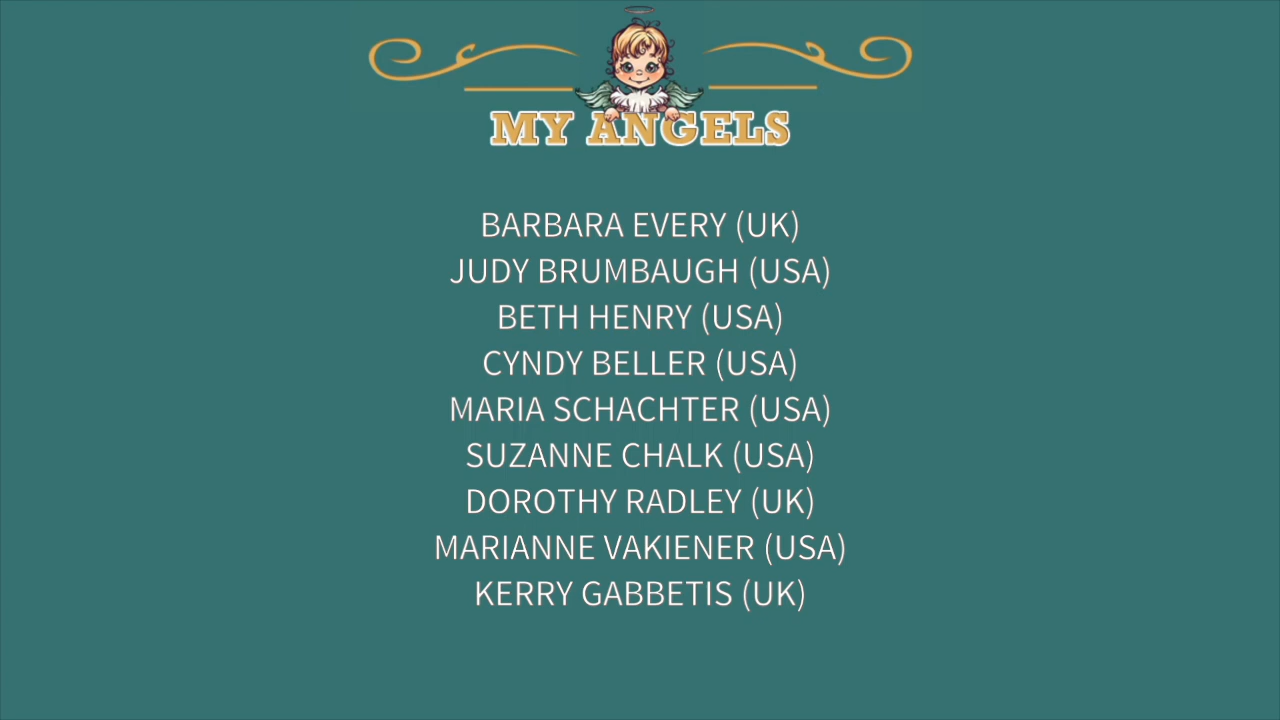 MY ANGELS
BARBARA EVERY (UK)
JUDY BRUMBAUGH (USA)
BETH HENRY (USA)
CYNDY BELLER (USA)
MARIA SCHACHTER (USA)
SUZANNE CHALK (USA)
DOROTHY RADLEY (UK)
MARIANNE VAKIENER (USA)
KERRY GABBETIS (UK)